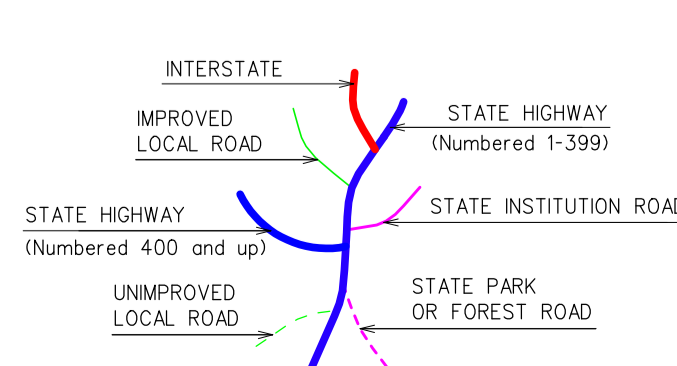 INTERSTATE
IMPROVED
LOCAL ROAD
STATE HIGHWAY
(Numbered 1-399)
STATE HIGHWAY
(Numbered 400 and up)
STATE INSTITUTION ROAD
UNIMPROVED
LOCAL ROAD
STATE PARK
OR FOREST ROAD